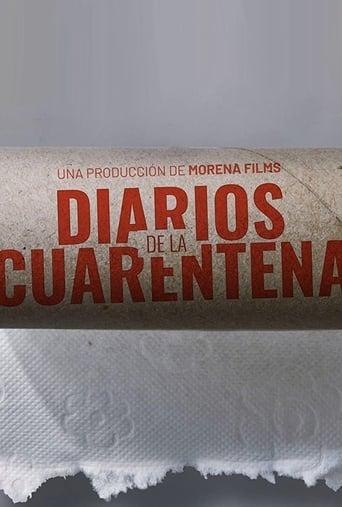 UNA PRODUCCIÓN DE MORENA FILMS
DIARIOS
DE LA
CUARENTENA